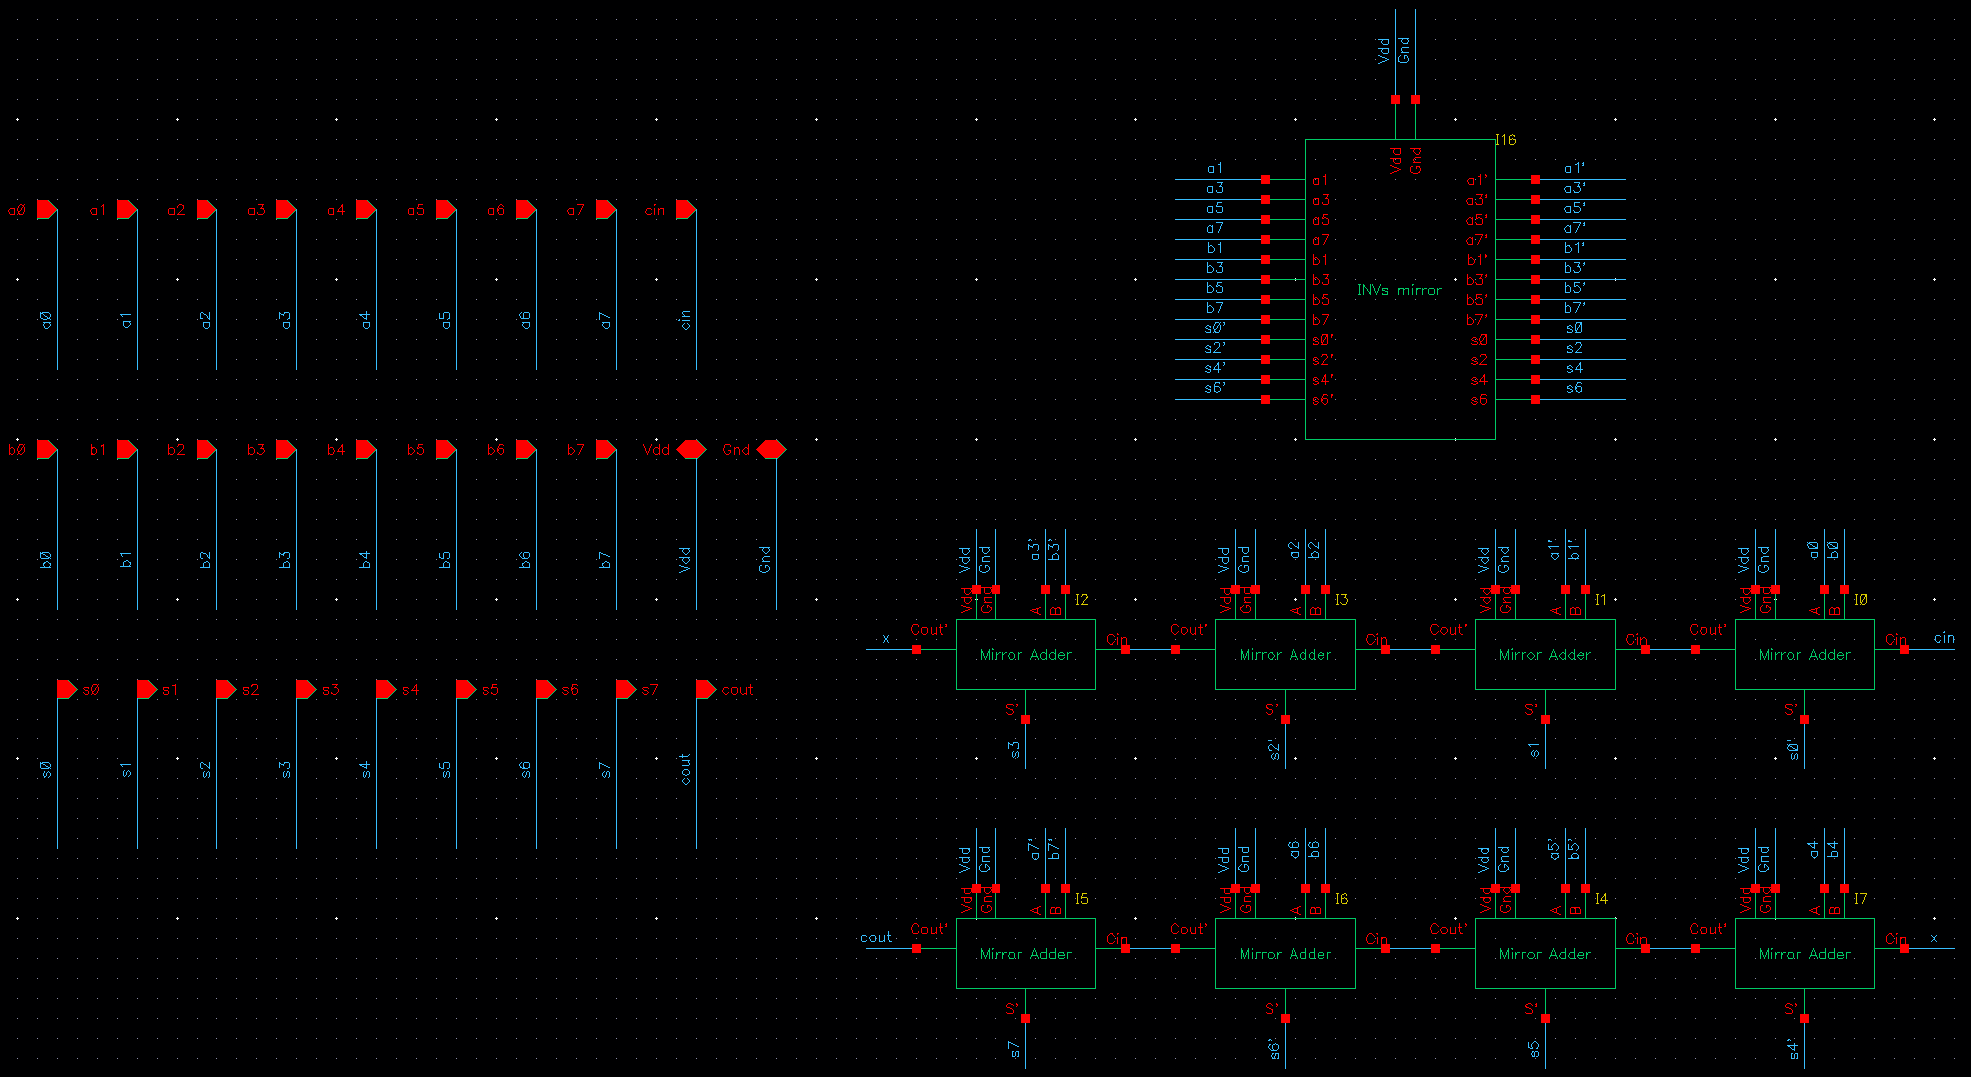 a0 a1 a2 a3 a4 a5 a6 a7 cin
a0 a1 a2 a3 a4 a5 a6 a7 cin
b0 b1 b2 b3 b4 b5 b6 b7 Vdd Gnd
b0 b1 b2 b3 b4 b5 b6 b7 Vdd Gnd
s0 s1 s2 s3 s4 s5 s6 s7 cout
s0 s1 s2 s3 s4 s5 s6 s7 cout
Vdd Gnd
I16
Vdd Gnd
a1 a1 a1' a1'
a3 a3 a3' a3'
a5 a5 a5' a5'
a7 a7 a7' a7'
b1 b1 b1' b1'
b3 b3 b3' b3'
INVs mirror
b5 b5 b5' b5'
b7 b7 b7' b7'
s0' s0' s0 s0
s2' s2' s2 s2
s4' s4' s4 s4
s6' s6' s6 s6
Vdd Gnd a3' b3' Vdd Gnd a2 b2 Vdd Gnd a1' b1' Vdd Gnd a0 b0
Vdd Gnd A B I2 Vdd Gnd A B I3 Vdd Gnd A B I1 Vdd Gnd A B I0
x Cout' Cin Cout' Cin Cout' Cin Cout' Cin cin
Mirror Adder Mirror Adder Mirror Adder Mirror Adder
S' S' S' S'
s3 s2' s1 s0'
Vdd Gnd a7' b7' Vdd Gnd a6 b6 Vdd Gnd a5' b5' Vdd Gnd a4 b4
Vdd Gnd A B I5 Vdd Gnd A B I6 Vdd Gnd A B I4 Vdd Gnd A B I7
cout Cout' Cin Cout' Cin Cout' Cin Cout' Cin x
Mirror Adder Mirror Adder Mirror Adder Mirror Adder
S' S' S' S'
s7 s6' s5 s4'